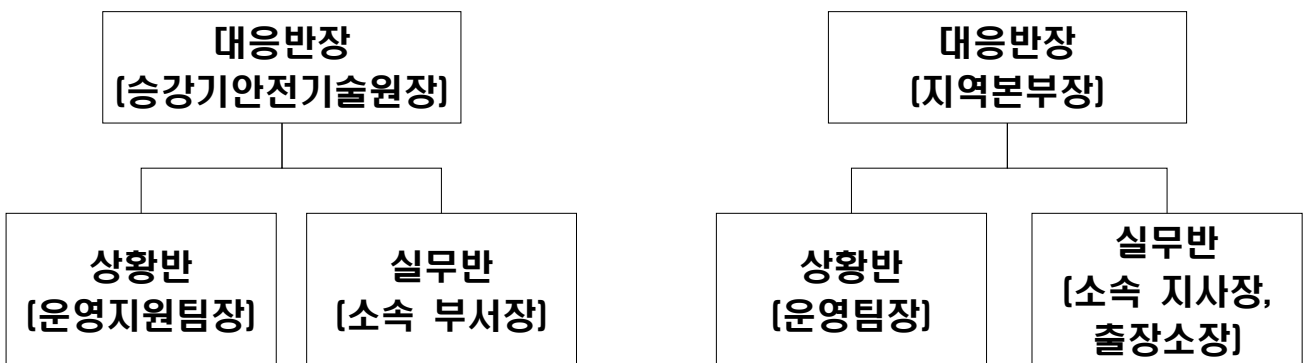 대응반장
(승강기안전기술원장)
상황반
(운영지원팀장)
실무반
(소속 부서장)
대응반장
(지역본부장)
상황반
(운영팀장)
실무반
(소속 지사장,
출장소장)